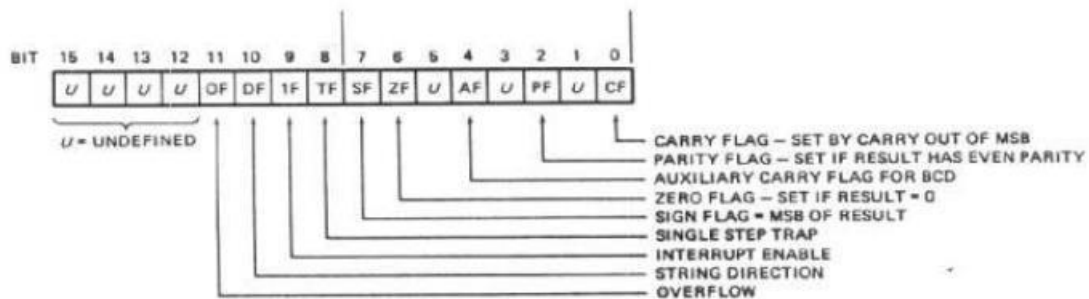 BIT 15 14 13 12 11 10 9 8 7 6 5 4 3 2 1 0
U U U U OF DF 1F TF SF ZF U AF U PF U CF
U = UNDEFINED
CARRY FLAG – SET BY CARRY OUT OF MSB
PARITY FLAG – SET IF RESULT HAS EVEN PARITY
AUXILIARY CARRY FLAG FOR BCD
ZERO FLAG – SET IF RESULT = 0
SIGN FLAG = MSB OF RESULT
SINGLE STEP TRAP
INTERRUPT ENABLE
STRING DIRECTION
OVERFLOW